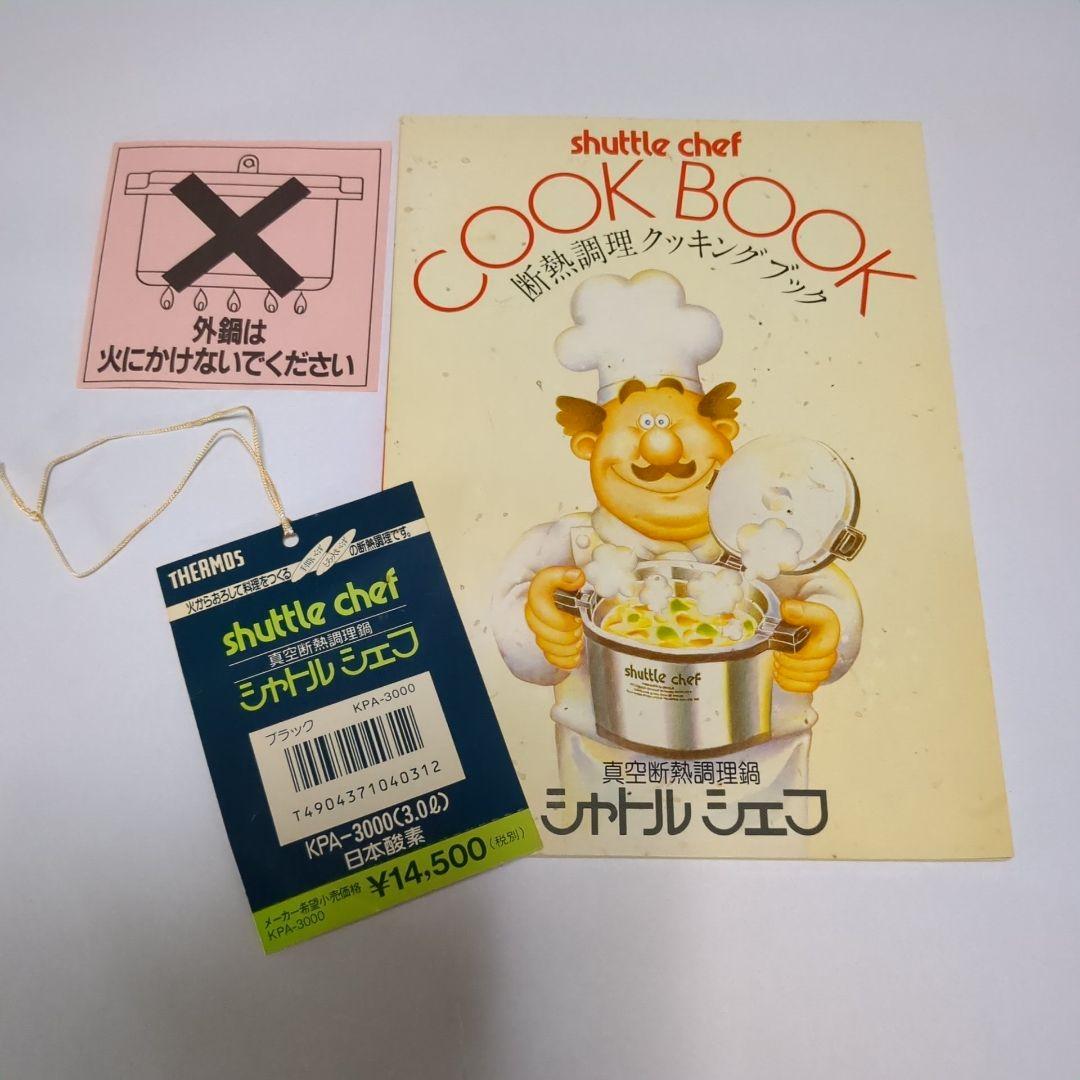 外鍋は
火にかけないでください
shuttle chef
COOK BOOK
断熱調理 クッキングブック
shuttle chef
真空断熱調理鍋
シャトル シェフ
THERMOS
火からおろして料理をつくる
の断熱調理です。
shuttle chef
真空断熱調理鍋
シャトル シェフ
ブラック KPA-3000
T4904371040312
KPA-3000(3.0ℓ)
日本酸素
メーカー希望小売価格 ¥14,500(税別)
KPA-3000